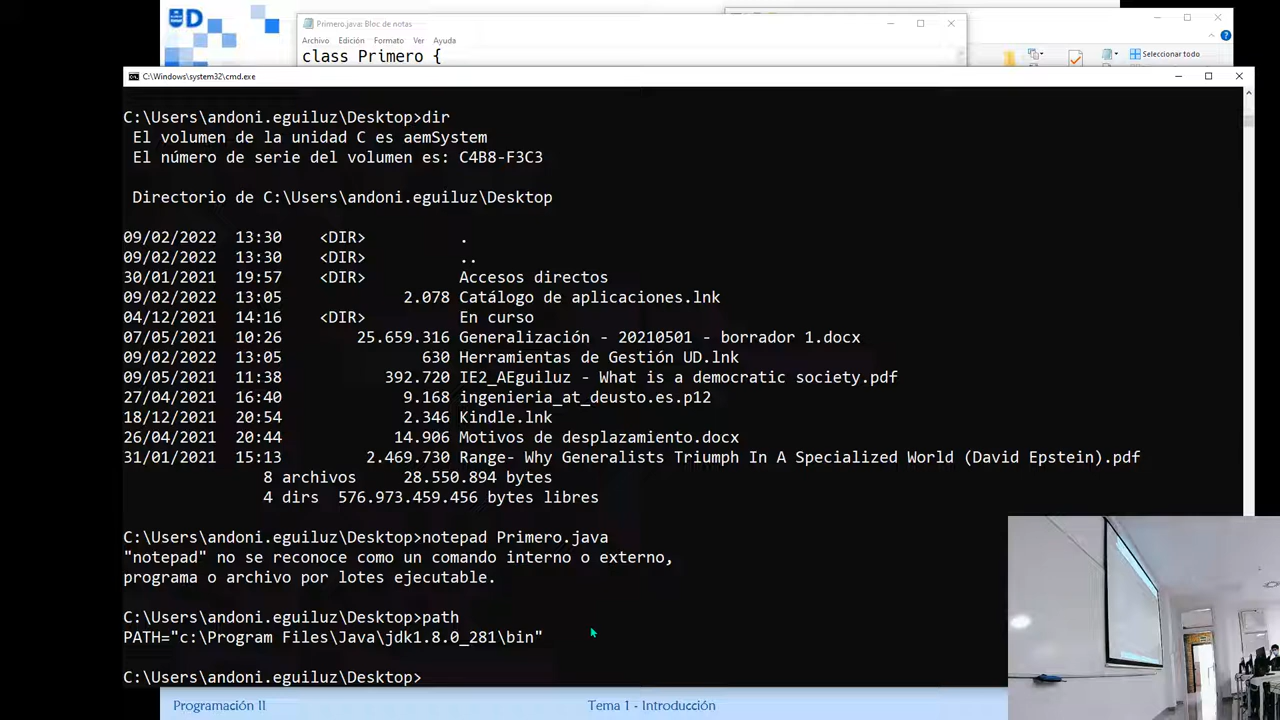 D
Primero.java: Bloc de notas
Archivo Edición Formato Ver Ayuda
class Primero {
Seleccionar todo
C:\Windows\system32\cmd.exe
C:\Users\andoni.eguiluz\Desktop>dir
El volumen de la unidad C es aemSystem
El número de serie del volumen es: C4B8-F3C3
Directorio de C:\Users\andoni.eguiluz\Desktop
09/02/2022 13:30 <DIR> .
09/02/2022 13:30 <DIR> ..
30/01/2021 19:57 <DIR> Accesos directos
09/02/2022 13:05 2.078 Catálogo de aplicaciones.lnk
04/12/2021 14:16 <DIR> En curso
07/05/2021 10:26 25.659.316 Generalización - 20210501 - borrador 1.docx
09/02/2022 13:05 630 Herramientas de Gestión UD.lnk
09/05/2021 11:38 392.720 IE2_AEguiluz - What is a democratic society.pdf
27/04/2021 16:40 9.168 ingenieria_at_deusto.es.p12
18/12/2021 20:54 2.346 Kindle.lnk
26/04/2021 20:44 14.906 Motivos de desplazamiento.docx
31/01/2021 15:13 2.469.730 Range- Why Generalists Triumph In A Specialized World (David Epstein).pdf
8 archivos 28.550.894 bytes
4 dirs 576.973.459.456 bytes libres
C:\Users\andoni.eguiluz\Desktop>notepad Primero.java
"notepad" no se reconoce como un comando interno o externo,
programa o archivo por lotes ejecutable.
C:\Users\andoni.eguiluz\Desktop>path
PATH="c:\Program Files\Java\jdk1.8.0_281\bin"
C:\Users\andoni.eguiluz\Desktop>
Programación II
Tema 1 - Introducción